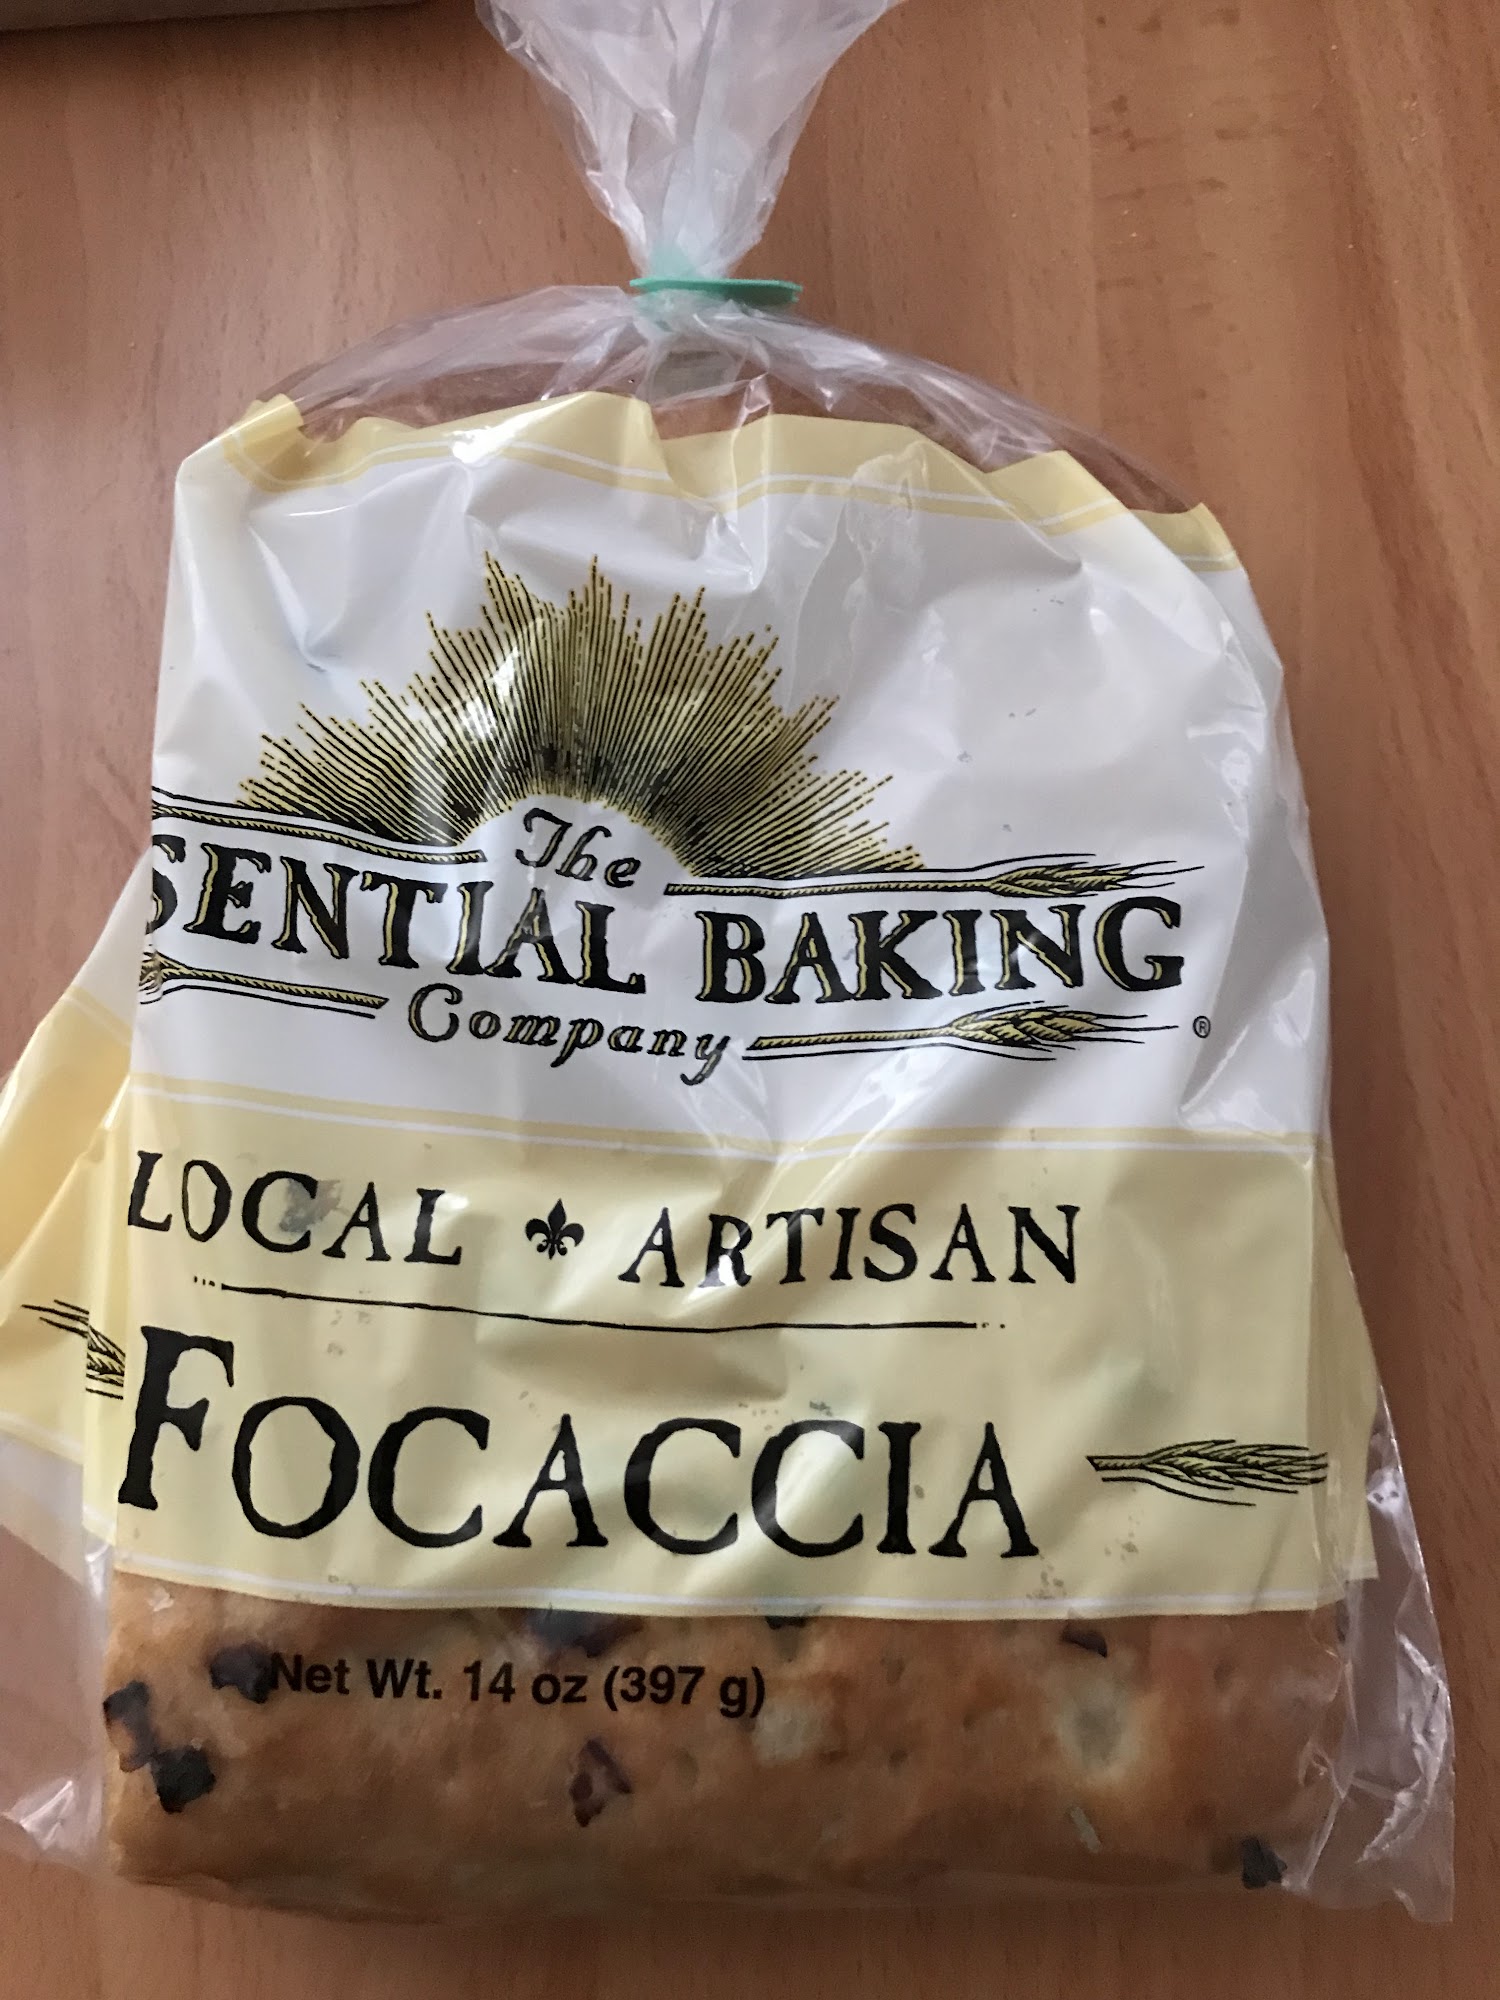 The
SENTIAL BAKING
Company ®
LOCAL ⚜ ARTISAN
FOCACCIA
Net Wt. 14 oz (397 g)